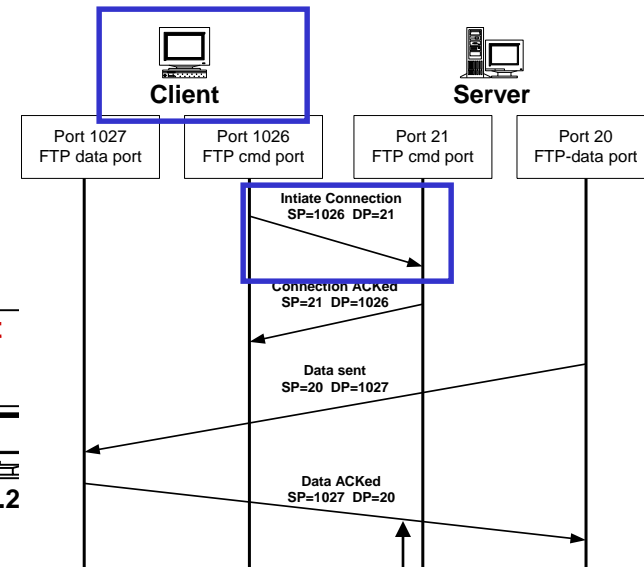 Client
Server
Port 1027
FTP data port
Port 1026
FTP cmd port
Port 21
FTP cmd port
Port 20
FTP-data port
Intiate Connection
SP=1026 DP=21
Connection ACKed
SP=21 DP=1026
Data sent
SP=20 DP=1027
.2
Data ACKed
SP=1027 DP=20